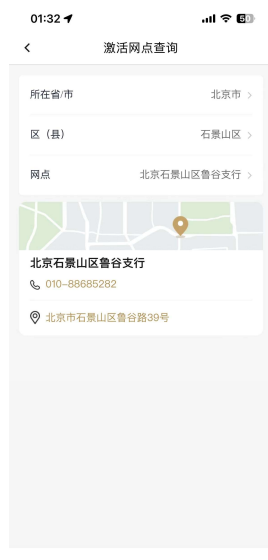 01:32
50
激活网点查询
所在省/市 北京市
区（县） 石景山区
网点 北京石景山区鲁谷支行
北京石景山区鲁谷支行
010-88685282
北京市石景山区鲁谷路39号